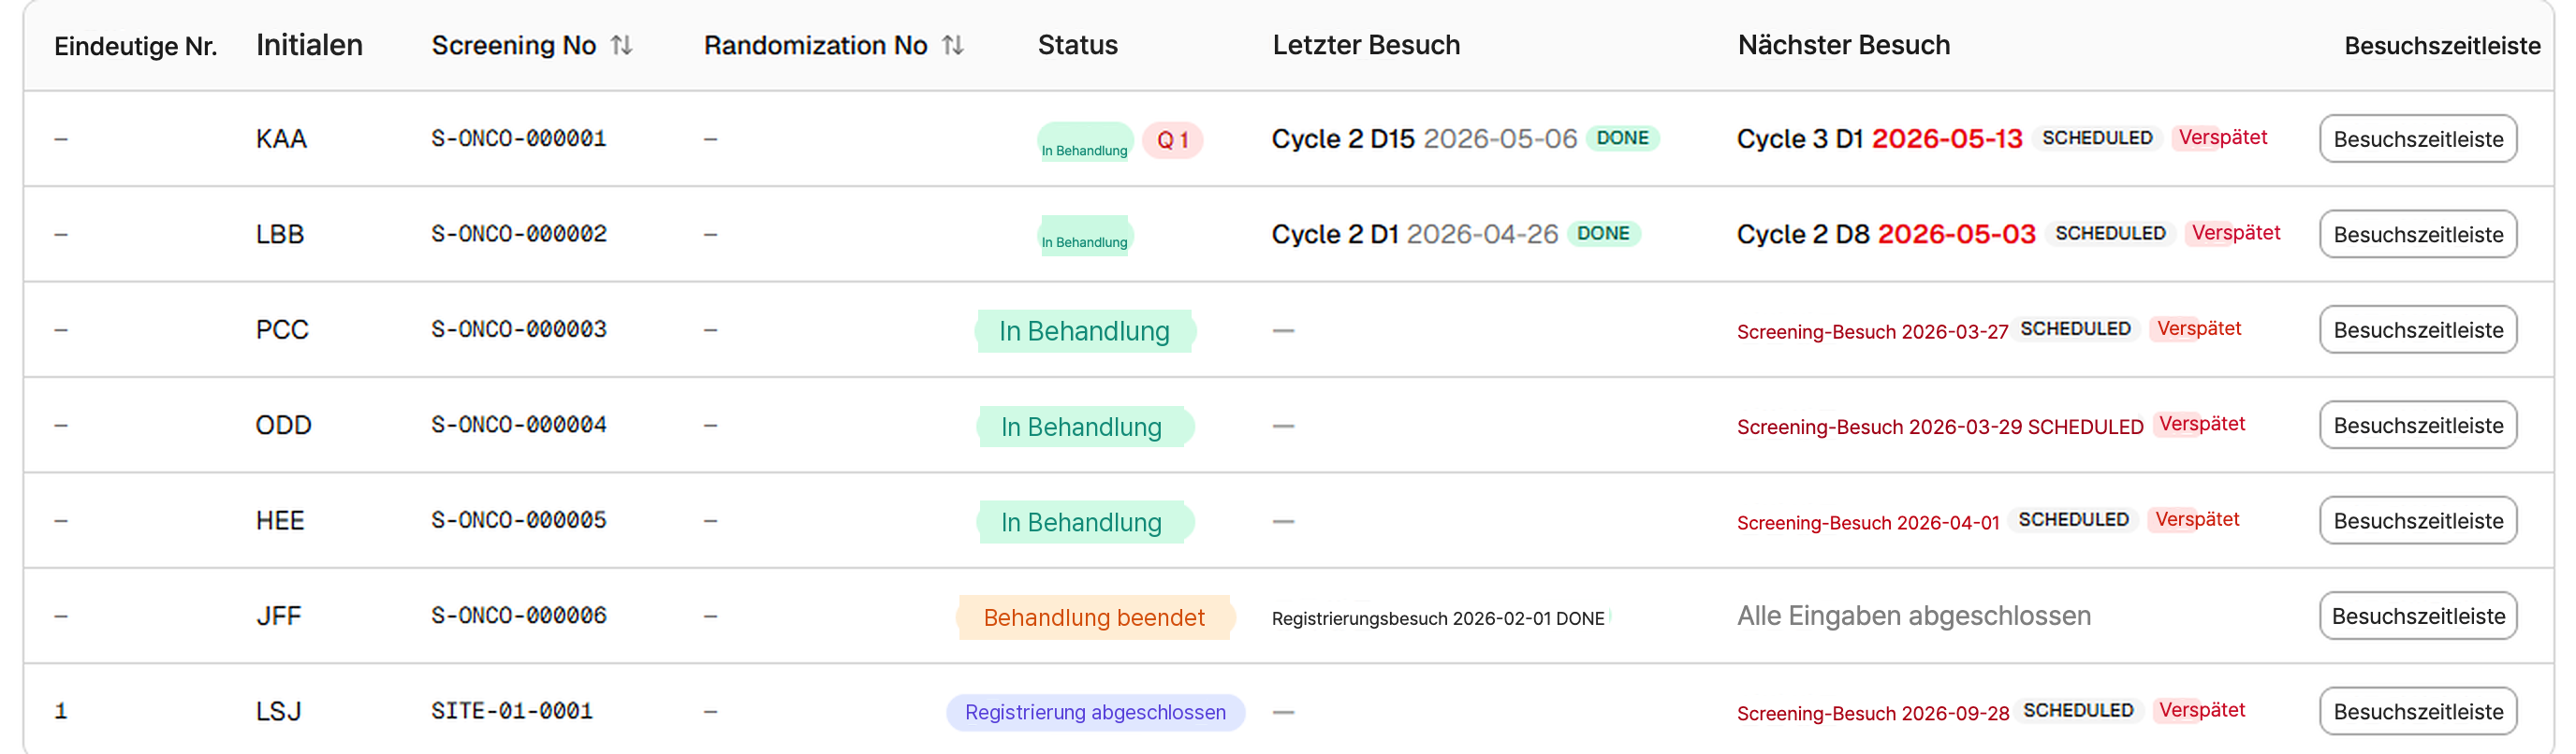 Eindeutige Nr. Initialen Screening No ↑↓ Randomization No ↑↓ Status Letzter Besuch Nächster Besuch Besuchszeitleiste
– KAA S-ONCO-000001 – In Behandlung Q 1 Cycle 2 D15 2026-05-06 DONE Cycle 3 D1 2026-05-13 SCHEDULED Verspätet Besuchszeitleiste
– LBB S-ONCO-000002 – In Behandlung Cycle 2 D1 2026-04-26 DONE Cycle 2 D8 2026-05-03 SCHEDULED Verspätet Besuchszeitleiste
– PCC S-ONCO-000003 – In Behandlung — Screening-Besuch 2026-03-27 SCHEDULED Verspätet Besuchszeitleiste
– ODD S-ONCO-000004 – In Behandlung — Screening-Besuch 2026-03-29 SCHEDULED Verspätet Besuchszeitleiste
– HEE S-ONCO-000005 – In Behandlung — Screening-Besuch 2026-04-01 SCHEDULED Verspätet Besuchszeitleiste
– JFF S-ONCO-000006 – Behandlung beendet Registrierungsbesuch 2026-02-01 DONE Alle Eingaben abgeschlossen Besuchszeitleiste
1 LSJ SITE-01-0001 – Registrierung abgeschlossen — Screening-Besuch 2026-09-28 SCHEDULED Verspätet Besuchszeitleiste